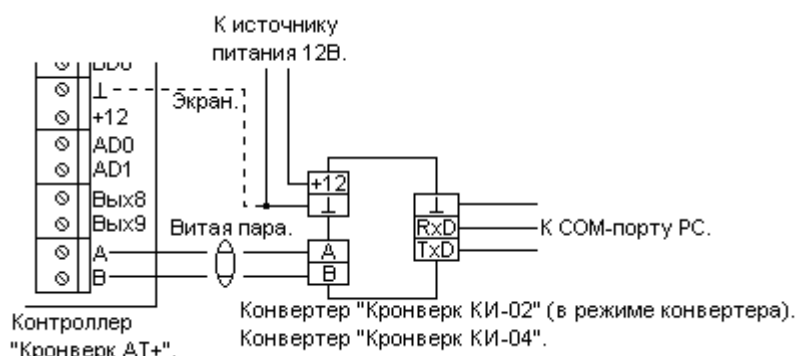 К источнику
питания 12В.
⊥
Экран.
+12
AD0
AD1
Вых8
Вых9
A
B
Витая пара.
+12
⊥
A
B
⊥
RxD
TxD
К COM-порту PC.
Контроллер
"Кронверк АТ+".
Конвертер "Кронверк КИ-02" (в режиме конвертера).
Конвертер "Кронверк КИ-04".